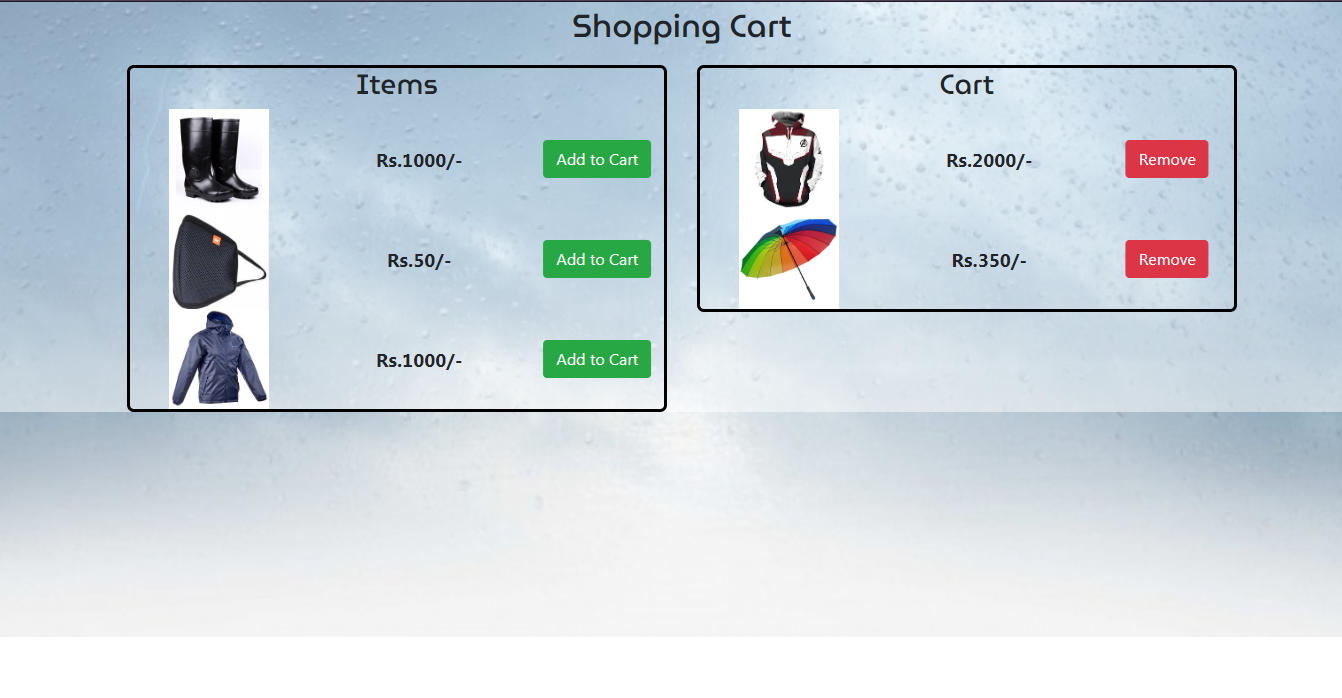 Shopping Cart
Items
Rs.1000/-
Add to Cart
Rs.50/-
Add to Cart
Rs.1000/-
Add to Cart
Cart
Rs.2000/-
Remove
Rs.350/-
Remove